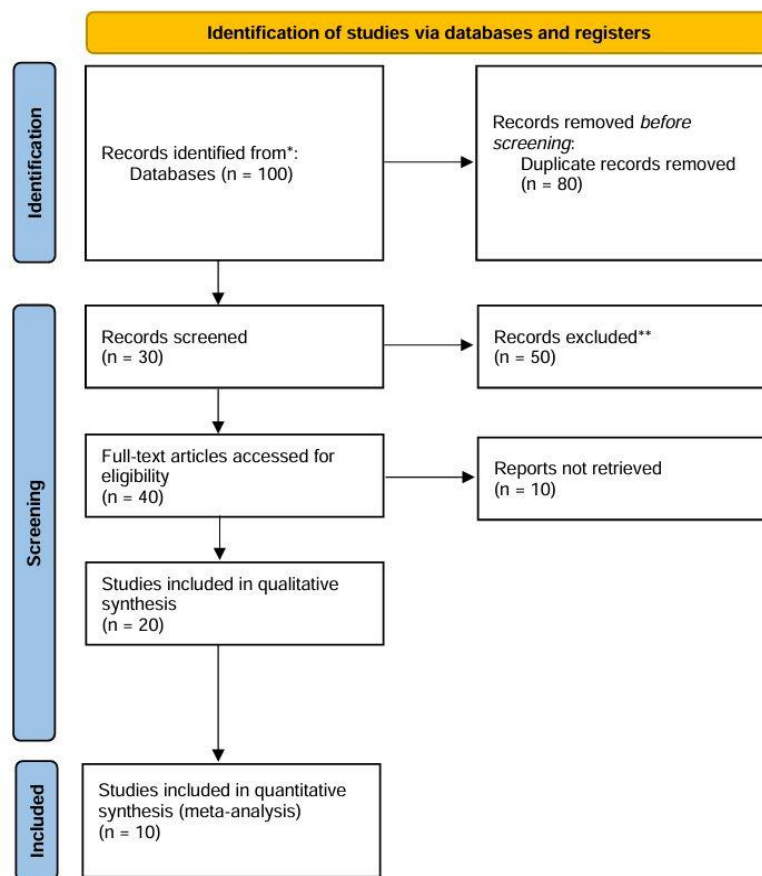 Identification of studies via databases and registers
Identification
Records identified from*:
Databases (n = 100)
Records removed before
screening:
Duplicate records removed
(n = 80)
Screening
Records screened
(n = 30)
Records excluded**
(n = 50)
Full-text articles accessed for
eligibility
(n = 40)
Reports not retrieved
(n = 10)
Studies included in qualitative
synthesis
(n = 20)
Included
Studies included in quantitative
synthesis (meta-analysis)
(n = 10)